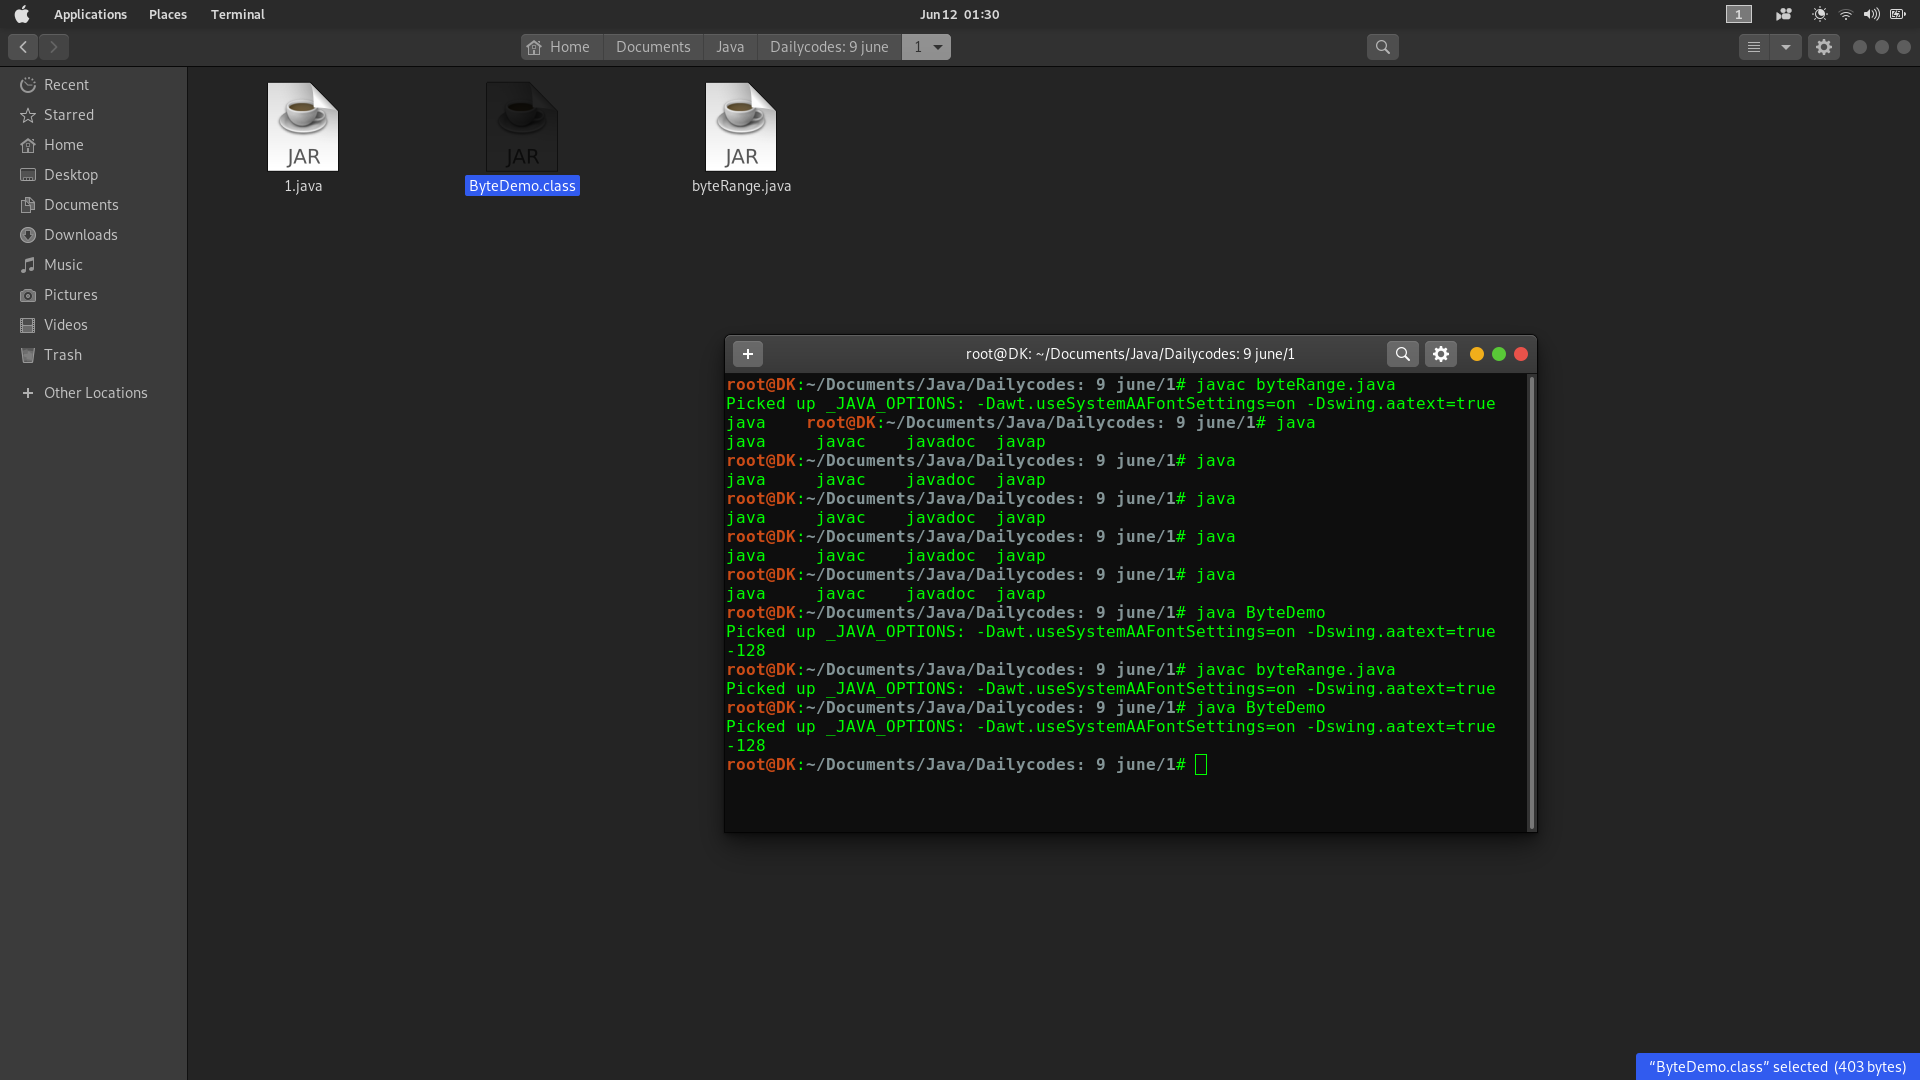 Applications Places Terminal Jun 12 01:30 1
Home Documents Java Dailycodes: 9 june 1
Recent
Starred
Home
Desktop
Documents
Downloads
Music
Pictures
Videos
Trash
Other Locations
JAR JAR JAR
1.java ByteDemo.class byteRange.java
root@DK: ~/Documents/Java/Dailycodes: 9 june/1
root@DK:~/Documents/Java/Dailycodes: 9 june/1# javac byteRange.java
Picked up _JAVA_OPTIONS: -Dawt.useSystemAAFontSettings=on -Dswing.aatext=true
java    root@DK:~/Documents/Java/Dailycodes: 9 june/1# java
java     javac    javadoc  javap
root@DK:~/Documents/Java/Dailycodes: 9 june/1# java
java     javac    javadoc  javap
root@DK:~/Documents/Java/Dailycodes: 9 june/1# java
java     javac    javadoc  javap
root@DK:~/Documents/Java/Dailycodes: 9 june/1# java
java     javac    javadoc  javap
root@DK:~/Documents/Java/Dailycodes: 9 june/1# java
java     javac    javadoc  javap
root@DK:~/Documents/Java/Dailycodes: 9 june/1# java ByteDemo
Picked up _JAVA_OPTIONS: -Dawt.useSystemAAFontSettings=on -Dswing.aatext=true
-128
root@DK:~/Documents/Java/Dailycodes: 9 june/1# javac byteRange.java
Picked up _JAVA_OPTIONS: -Dawt.useSystemAAFontSettings=on -Dswing.aatext=true
root@DK:~/Documents/Java/Dailycodes: 9 june/1# java ByteDemo
Picked up _JAVA_OPTIONS: -Dawt.useSystemAAFontSettings=on -Dswing.aatext=true
-128
root@DK:~/Documents/Java/Dailycodes: 9 june/1#
“ByteDemo.class” selected (403 bytes)